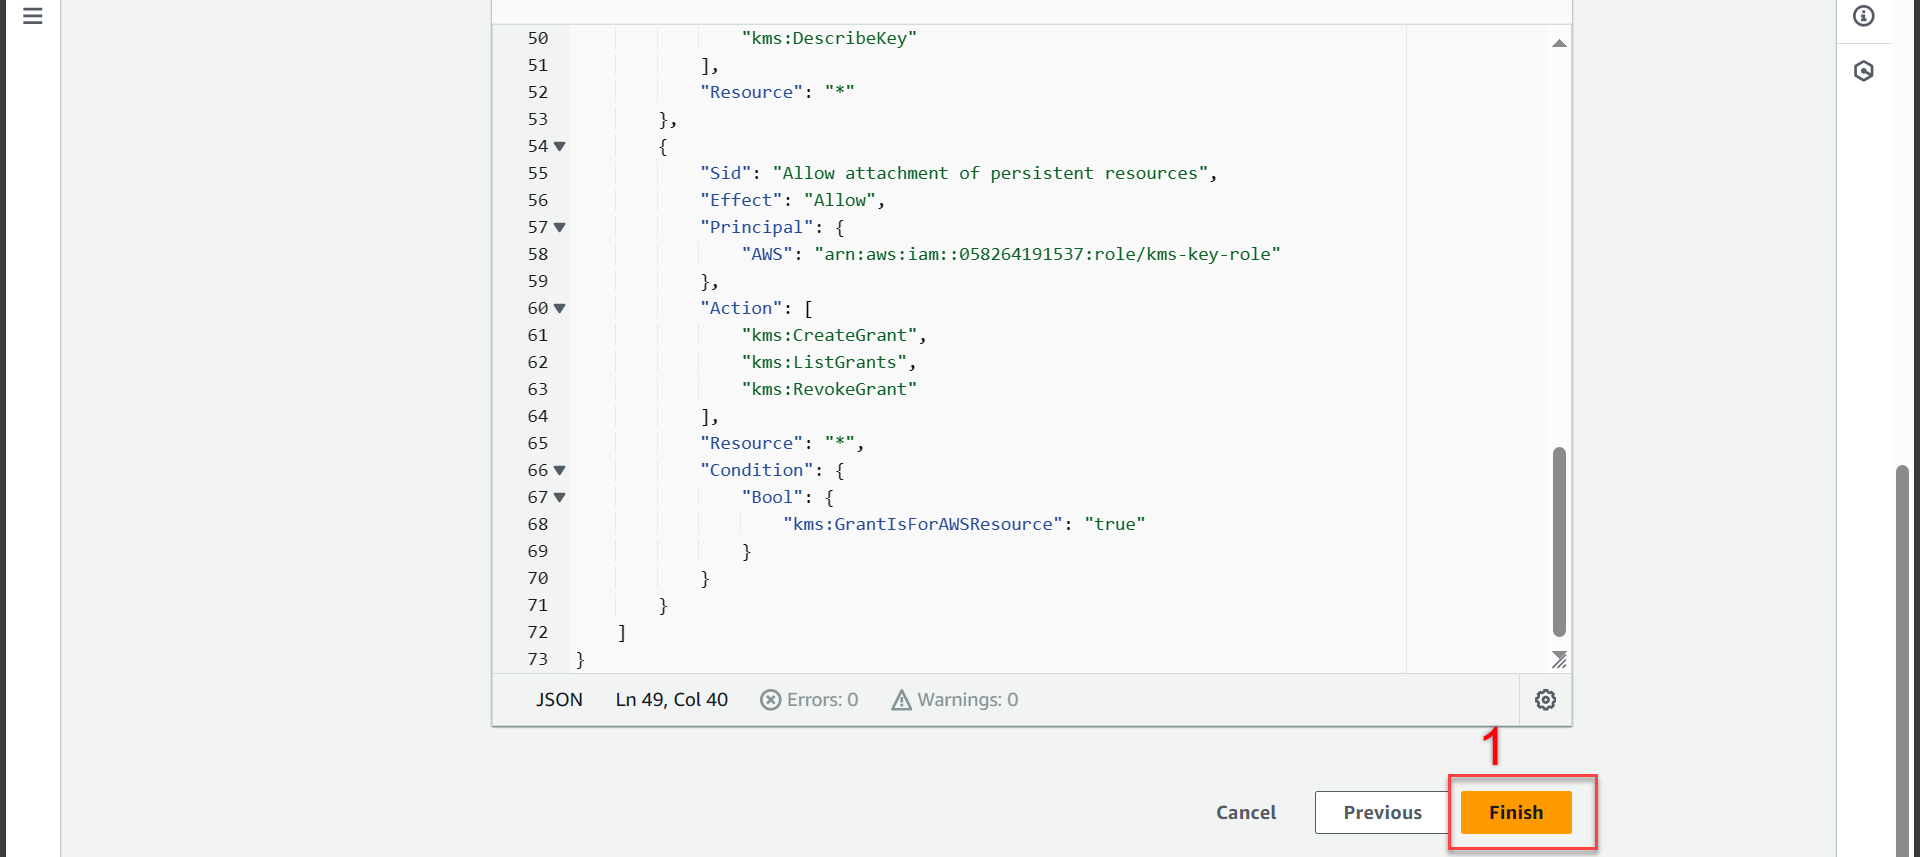 50 "kms:DescribeKey"
51 ],
52 "Resource": "*"
53 },
54 {
55 "Sid": "Allow attachment of persistent resources",
56 "Effect": "Allow",
57 "Principal": {
58 "AWS": "arn:aws:iam::058264191537:role/kms-key-role"
59 },
60 "Action": [
61 "kms:CreateGrant",
62 "kms:ListGrants",
63 "kms:RevokeGrant"
64 ],
65 "Resource": "*",
66 "Condition": {
67 "Bool": {
68 "kms:GrantIsForAWSResource": "true"
69 }
70 }
71 }
72 ]
73 }
JSON Ln 49, Col 40 Errors: 0 Warnings: 0
1
Cancel Previous Finish